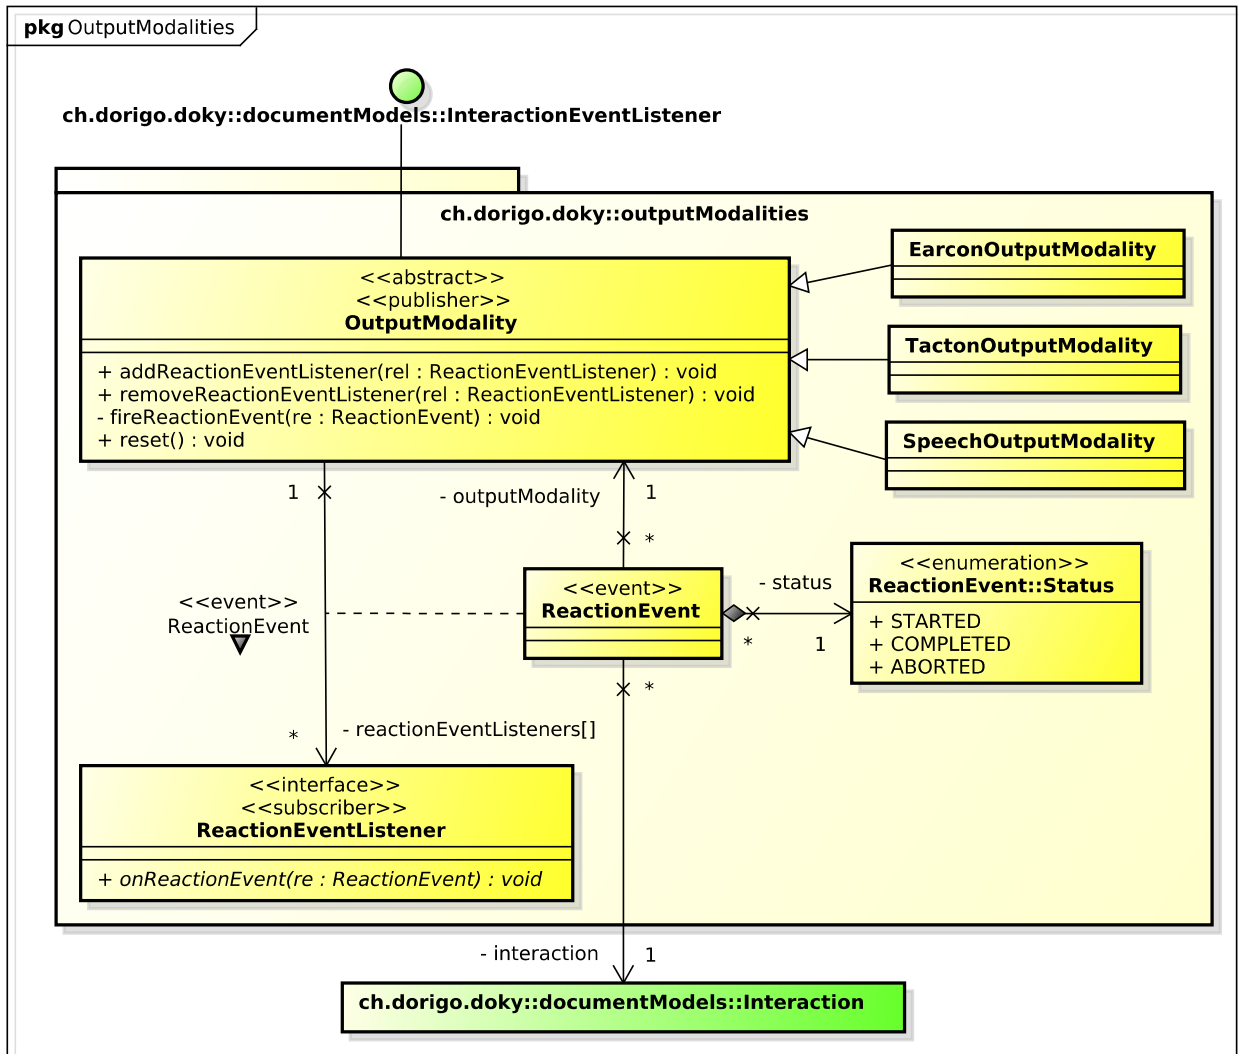 pkg OutputModalities
ch.dorigo.doky::documentModels::InteractionEventListener
ch.dorigo.doky::outputModalities
<<abstract>>
<<publisher>>
OutputModality
+ addReactionEventListener(rel : ReactionEventListener) : void
+ removeReactionEventListener(rel : ReactionEventListener) : void
- fireReactionEvent(re : ReactionEvent) : void
+ reset() : void
EarconOutputModality
TactonOutputModality
SpeechOutputModality
1
- outputModality
1
*
<<event>>
ReactionEvent
- status
*
1
<<enumeration>>
ReactionEvent::Status
+ STARTED
+ COMPLETED
+ ABORTED
<<event>>
ReactionEvent
*
*
- reactionEventListeners[]
<<interface>>
<<subscriber>>
ReactionEventListener
+ onReactionEvent(re : ReactionEvent) : void
- interaction
1
ch.dorigo.doky::documentModels::Interaction